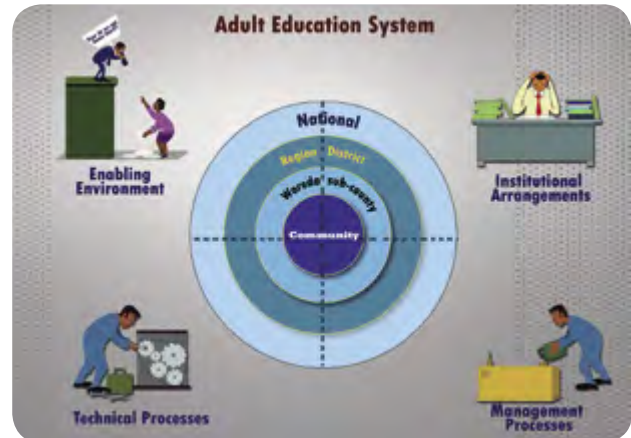 Adult Education System
Enabling
Environment
Institutional
Arrangements
National
Region District
Woreda/ sub-county
Community
Technical Processes
Management
Processes